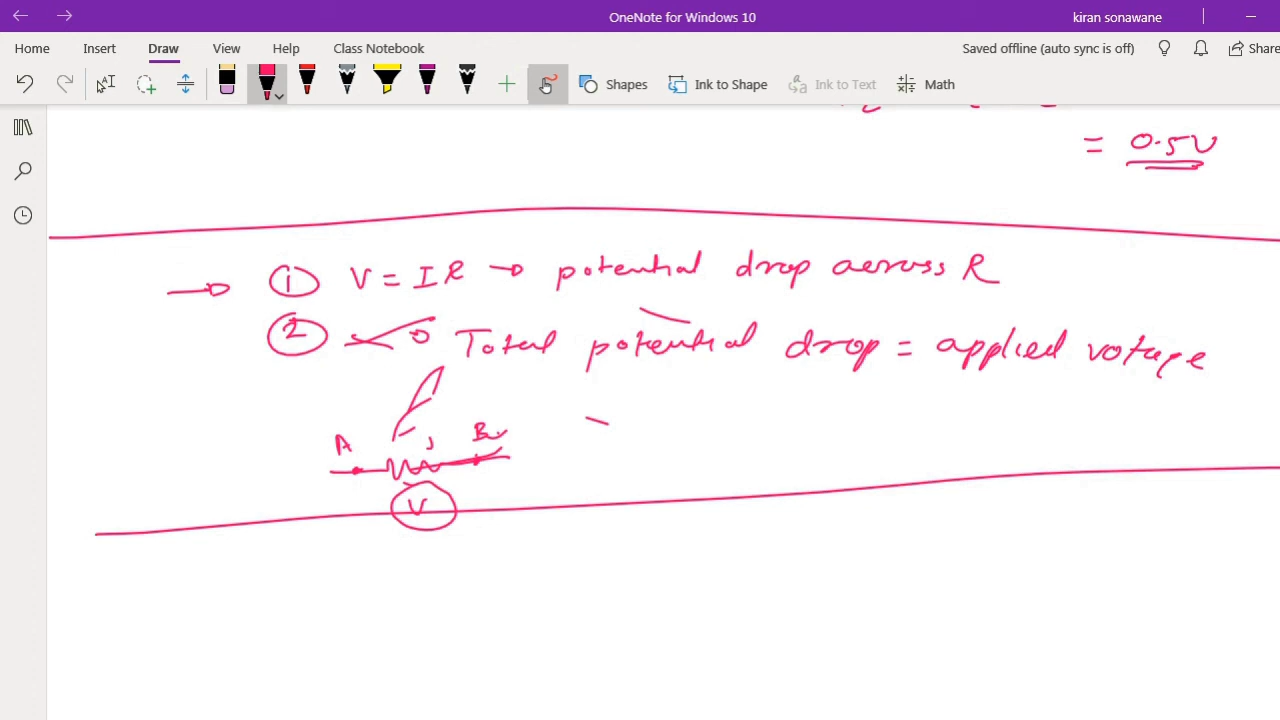 OneNote for Windows 10
kiran sonawane
Home Insert Draw View Help Class Notebook
Saved offline (auto sync is off)
Share
Shapes Ink to Shape Ink to Text Math
= 0.5V
① V = IR → potential drop across R
② Total potential drop = applied votage
A B
V